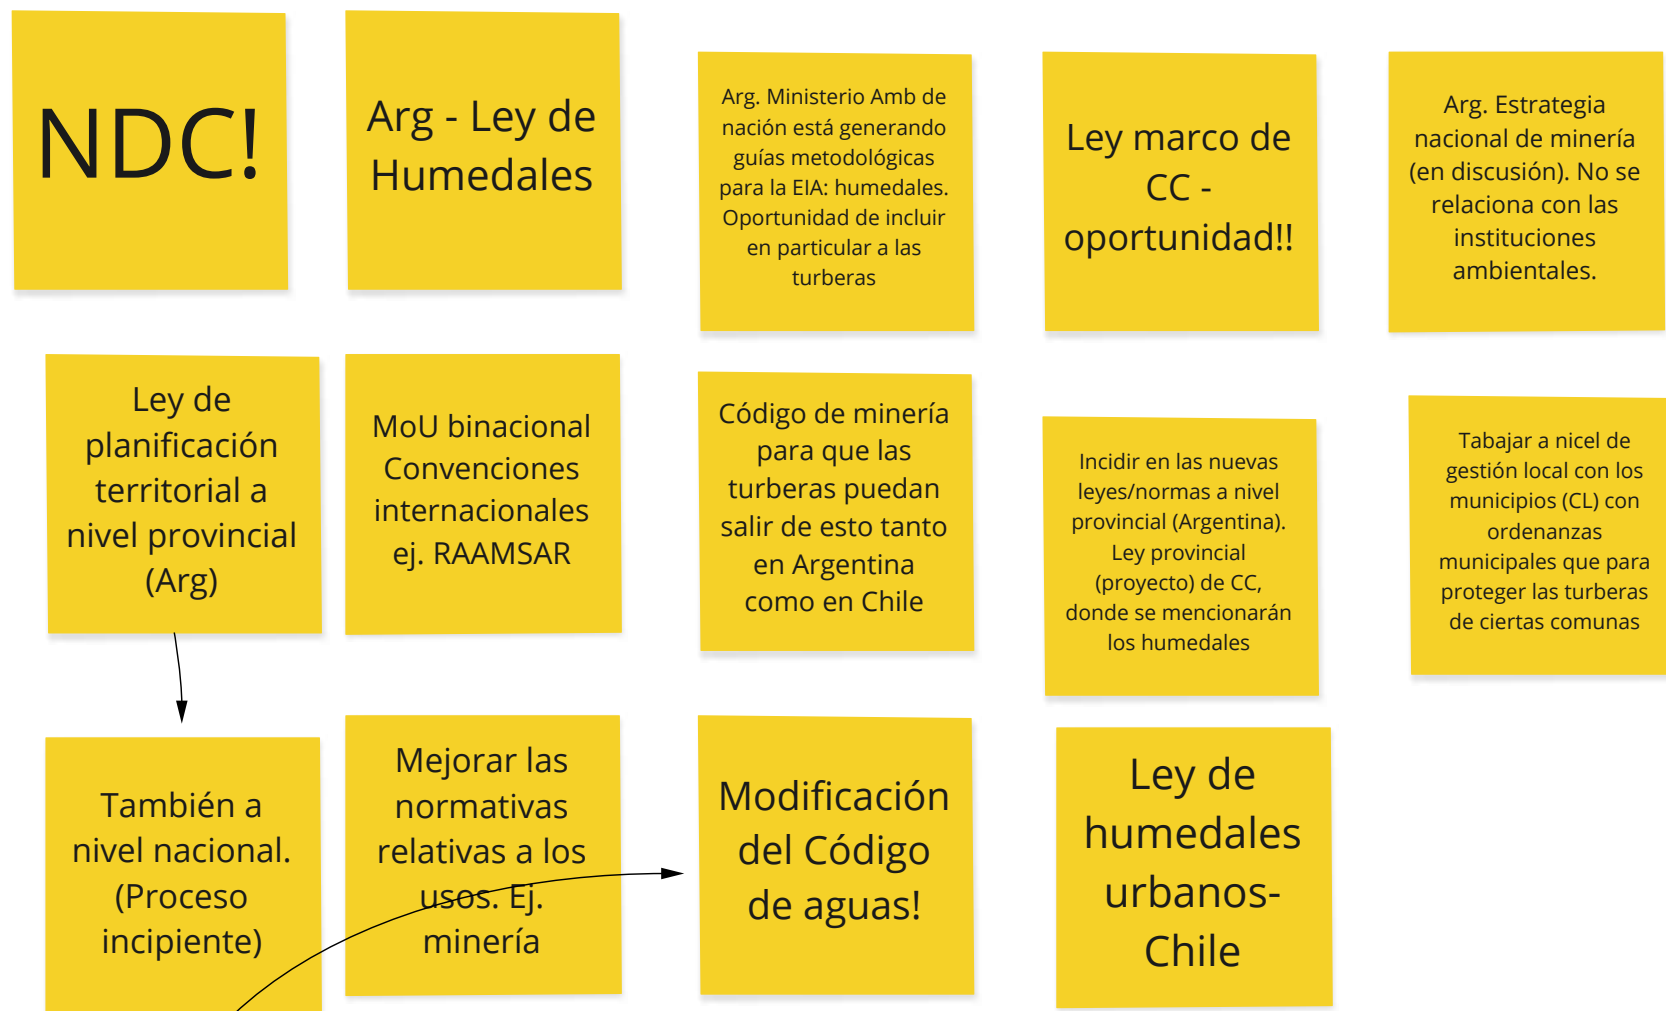 NDC!
Arg - Ley de
Humedales
Arg. Ministerio Amb de
nación está generando
guías metodológicas
para la EIA: humedales.
Oportunidad de incluir
en particular a las
turberas
Ley marco de
CC -
oportunidad!!
Arg. Estrategia
nacional de minería
(en discusión). No se
relaciona con las
instituciones
ambientales.
Ley de
planificación
territorial a
nivel provincial
(Arg)
MoU binacional
Convenciones
internacionales
ej. RAAMSAR
Código de minería
para que las
turberas puedan
salir de esto tanto
en Argentina
como en Chile
Incidir en las nuevas
leyes/normas a nivel
provincial (Argentina).
Ley provincial
(proyecto) de CC,
donde se mencionarán
los humedales
Tabajar a nicel de
gestión local con los
municipios (CL) con
ordenanzas
municipales que para
proteger las turberas
de ciertas comunas
También a
nivel nacional.
(Proceso
incipiente)
Mejorar las
normativas
relativas a los
usos. Ej.
minería
Modificación
del Código
de aguas!
Ley de
humedales
urbanos-
Chile